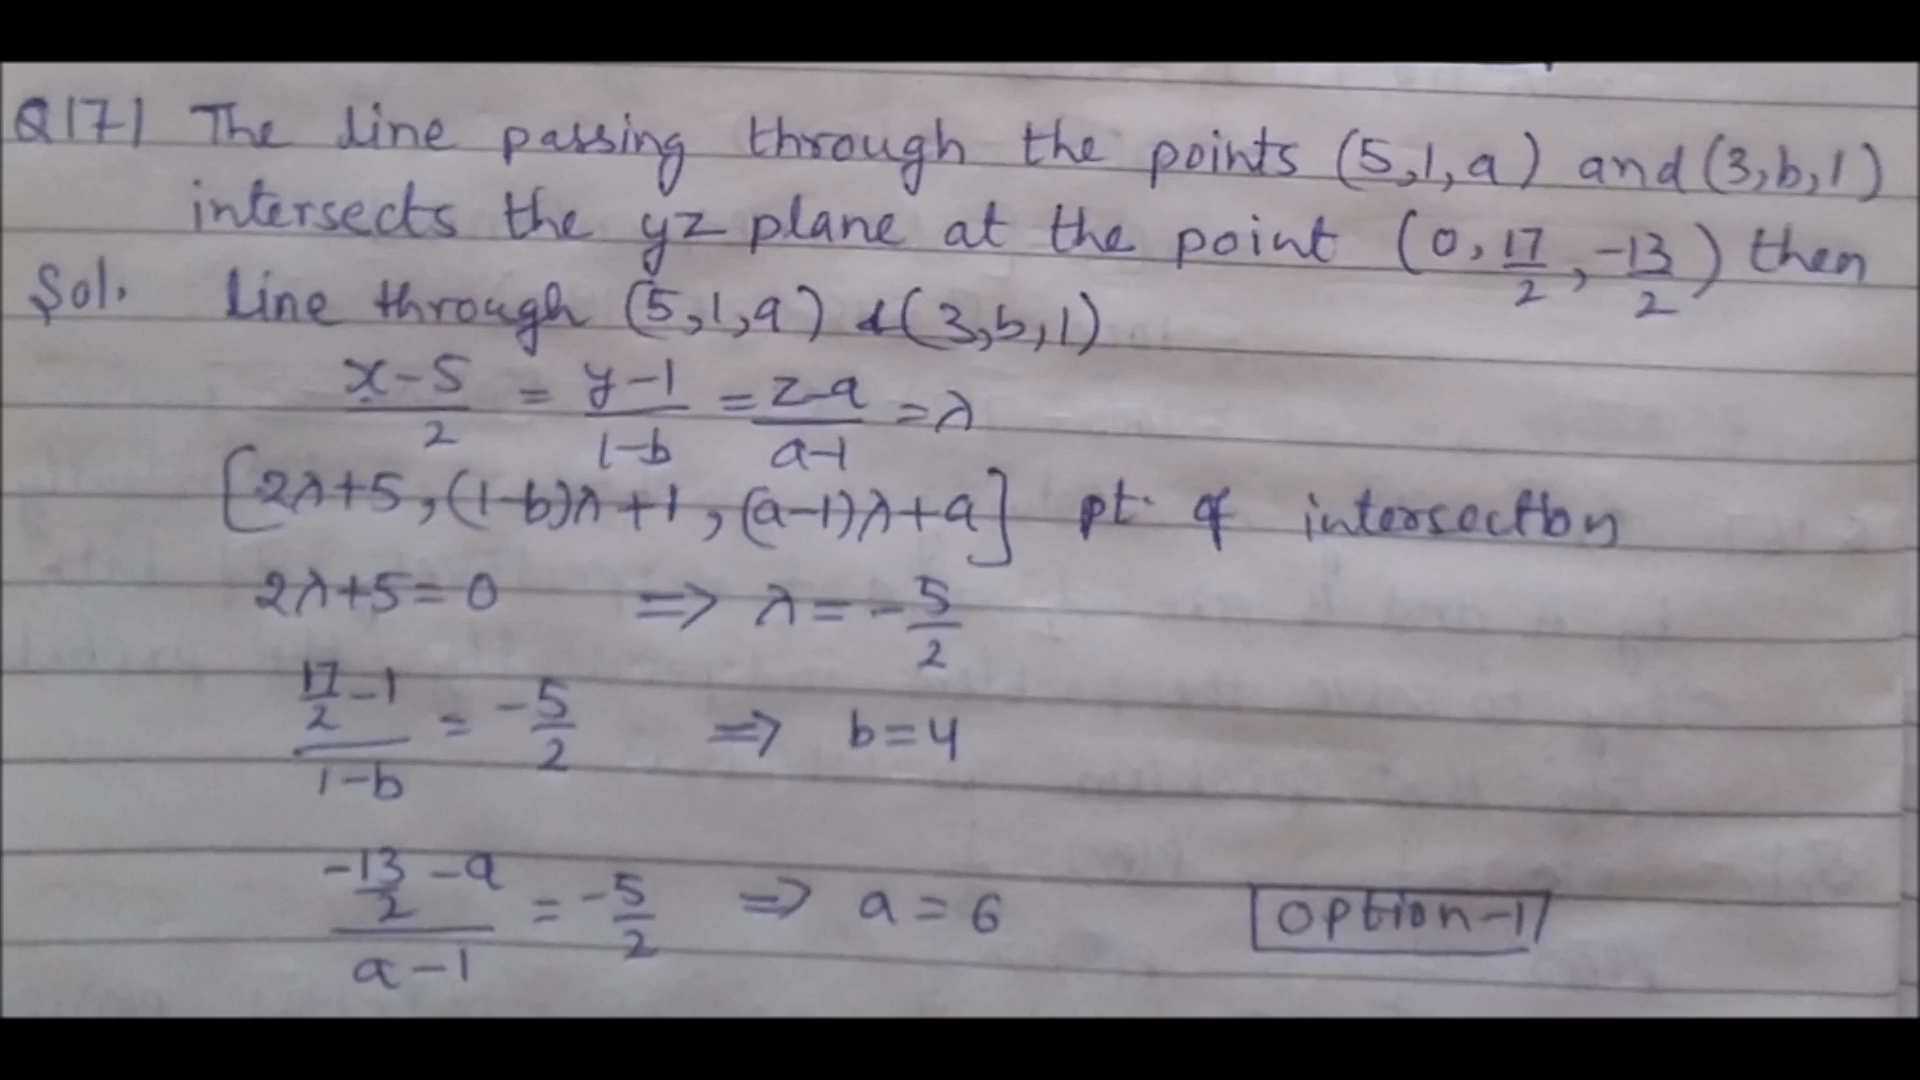 Q17) The line passing through the points (5,1,a) and (3,b,1)
intersects the yz plane at the point (0, 17/2, -13/2) then
Sol. Line through (5,1,a) & (3,b,1)
x-5/2 = y-1/1-b = z-a/a-1 = λ
[2λ+5, (1-b)λ+1, (a-1)λ+a] pt. of intersection
2λ+5=0 ⇒ λ = -5/2
17/2 -1/1-b = -5/2 ⇒ b=4
-13/2 -a/a-1 = -5/2 ⇒ a=6 option-1